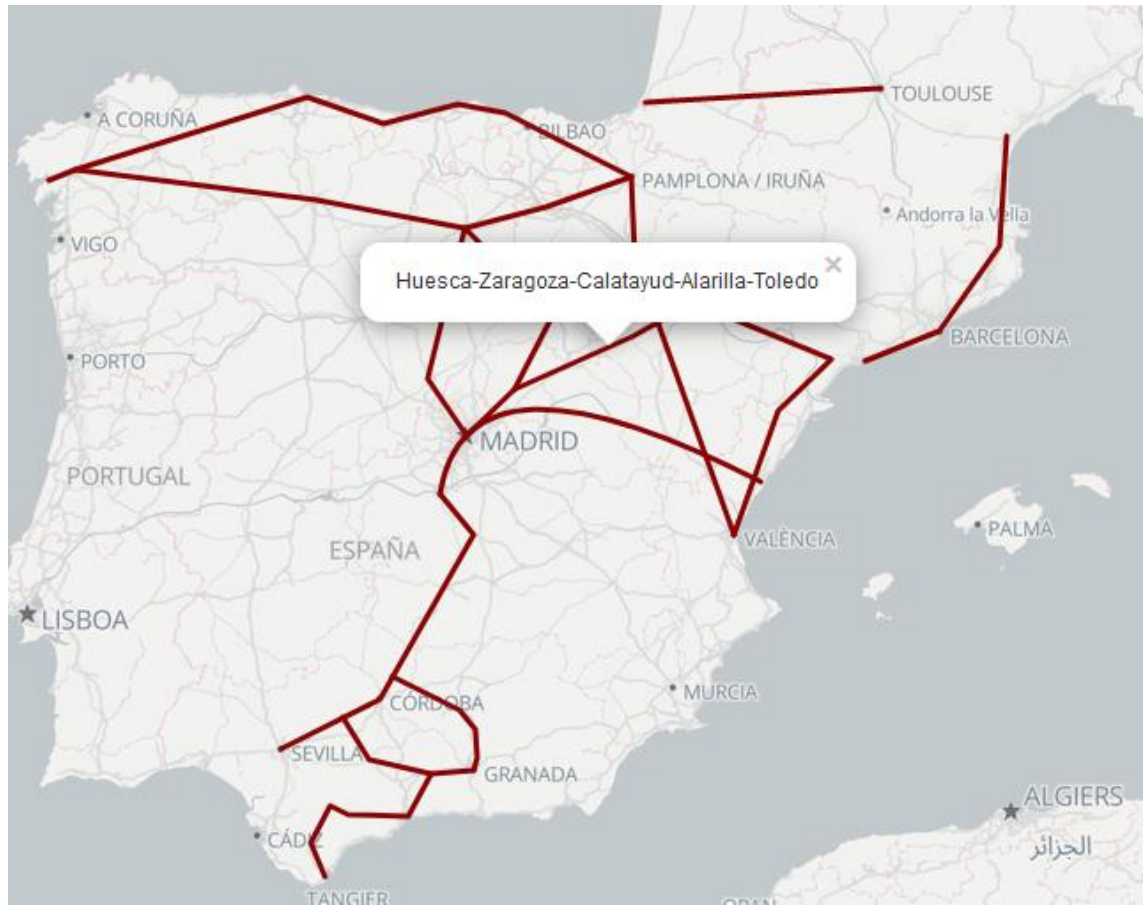 TOULOUSE
A CORUÑA
BILBAO
PAMPLONA / IRUÑA
Andorra la Vella
VIGO
Huesca-Zaragoza-Calatayud-Alarilla-Toledo
×
BARCELONA
PORTO
MADRID
PORTUGAL
PALMA
VALÈNCIA
ESPAÑA
LISBOA
MURCIA
CÓRDOBA
SEVILLA
GRANADA
ALGIERS
CÁDIZ
الجزائر
TANGIER
ORAN